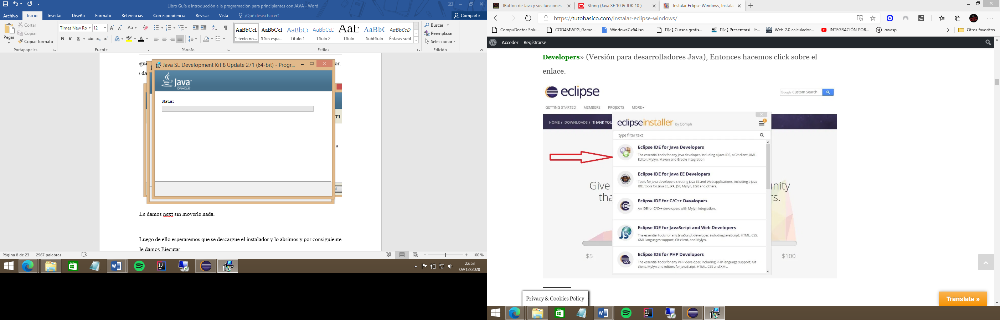 Libro Guía e introducción a la programación para principiantes con JAVA - Word
Archivo Inicio Insertar Diseño Formato Referencias Correspondencia Revisar Vista ¿Qué desea hacer? Compartir
Pegar
Cortar
Copiar
Copiar formato
Portapapeles
Times New Ro 12
N K S abc x₂ x²
Fuente
Párrafo
AaBbCcI AaBbCcI AaBbCc AaBbCcD AaB AaBbC AaBbCcD
¶ texto no... ¶ Sin espa... Título 1 Título 2 Título Subtítulo Énfasis sutil
Estilos
Buscar
Reemplazar
Seleccionar
Edición
or.
Java SE Development Kit 8 Update 271 (64-bit) - Progr...
Java
ORACLE
Status:
71
a
Le damos next sin moverle nada.
Luego de ello esperaremos que se descargue el instalador y lo abrimos y por consiguiente
le damos Ejecutar.
Página 8 de 23 2967 palabras 100 %
22:53
09/12/2020
JButton de Java y sus funciones
String (Java SE 10 & JDK 10 )
Instalar Eclipse Windows, Instala
https://tutobasico.com/instalar-eclipse-windows/
CompuDoctor Solu... COD4MWPG_Game... Windows7.x64.iso -... Cursos gratis... Presentarsi - It... Web 2.0 calculador... INTEGRACIÓN POR... owasp Otros favoritos
Acceder Registrarse
Developers» (Versión para desarrolladores Java), Entonces hacemos click sobre el
enlace.
eclipse
Google Custom Search
GETTING STARTED MEMBERS PROJECTS MORE
HOME / DOWNLOADS / THANK YOU
eclipseinstaller by Oomph
type filter text
Eclipse IDE for Java Developers
The essential tools for any Java developer, including a Java IDE, a Git client, XML
Editor, Mylyn, Maven and Gradle integration
Eclipse IDE for Java EE Developers
Tools for Java developers creating Java EE and Web applications, including a Java
IDE, tools for Java EE, JPA, JSF, Mylyn, EGit and others.
Eclipse IDE for C/C++ Developers
An IDE for C/C++ developers with Mylyn integration.
Eclipse IDE for JavaScript and Web Developers
The essential tools for any JavaScript developer, including JavaScript, HTML, CSS,
XML languages support, Git client, and Mylyn.
Eclipse IDE for PHP Developers
The essential tools for any PHP developer, including PHP language support, Git
client, Mylyn and editors for JavaScript, HTML, CSS and XML.
Give
tha
unity
rs.
$5 $100
Privacy & Cookies Policy
Translate »